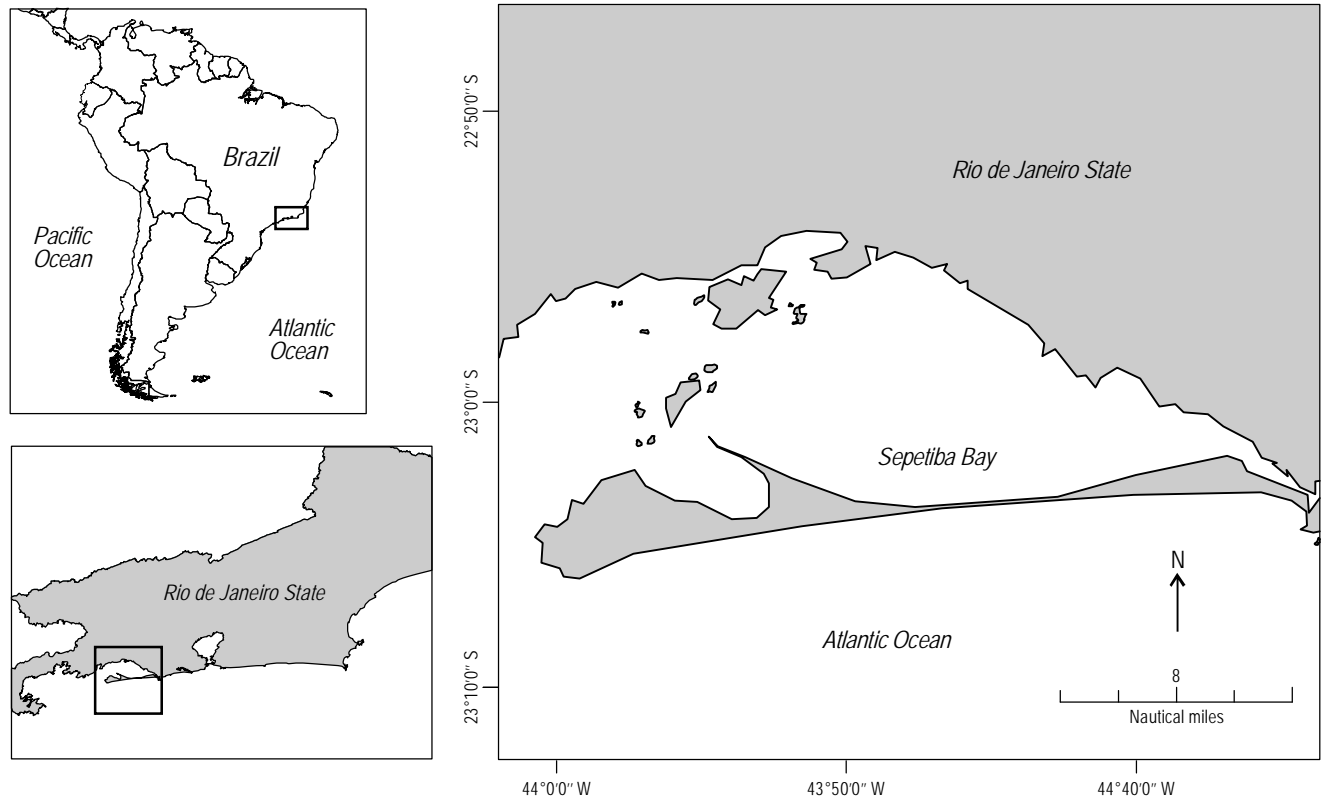 Brazil
Pacific
Ocean
Atlantic
Ocean
Rio de Janeiro State
22°50'0'' S
23°0'0'' S
23°10'0'' S
Rio de Janeiro State
Sepetiba Bay
Atlantic Ocean
N
8
Nautical miles
44°0'0'' W
43°50'0'' W
44°40'0'' W